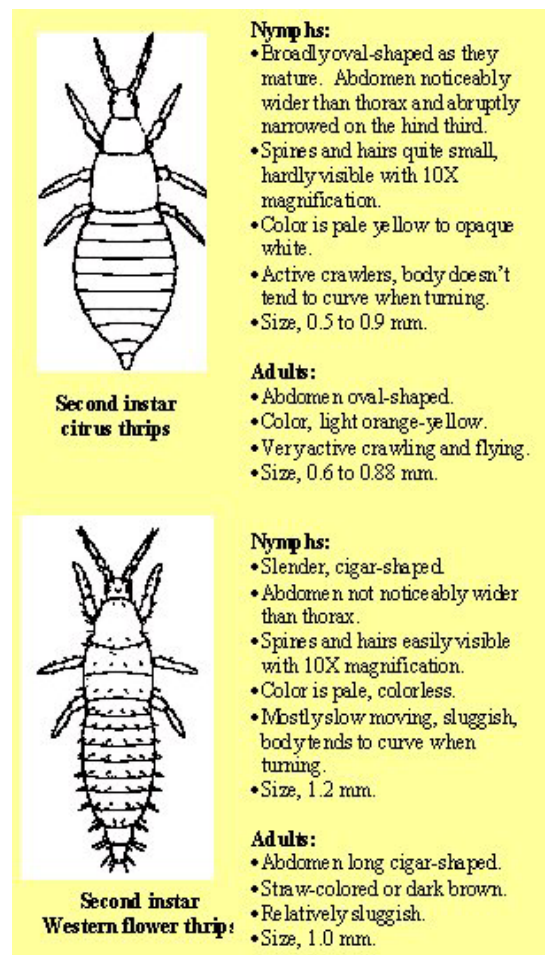 Nymphs:
•Broadly oval-shaped as they
mature. Abdomen noticeably
wider than thorax and abruptly
narrowed on the hind third.
•Spines and hairs quite small,
hardly visible with 10X
magnification.
•Color is pale yellow to opaque
white.
•Active crawlers, body doesn't
tend to curve when turning.
•Size, 0.5 to 0.9 mm.
Adults:
•Abdomen oval-shaped.
•Color, light orange-yellow.
•Very active crawling and flying.
•Size, 0.6 to 0.88 mm.
Second instar
citrus thrips
Nymphs:
•Slender, cigar-shaped.
•Abdomen not noticeably wider
than thorax.
•Spines and hairs easily visible
with 10X magnification.
•Color is pale, colorless.
•Mostly slow moving, sluggish,
body tends to curve when
turning.
•Size, 1.2 mm.
Adults:
•Abdomen long cigar-shaped.
•Straw-colored or dark brown.
•Relatively sluggish.
•Size, 1.0 mm.
Second instar
Western flower thrips